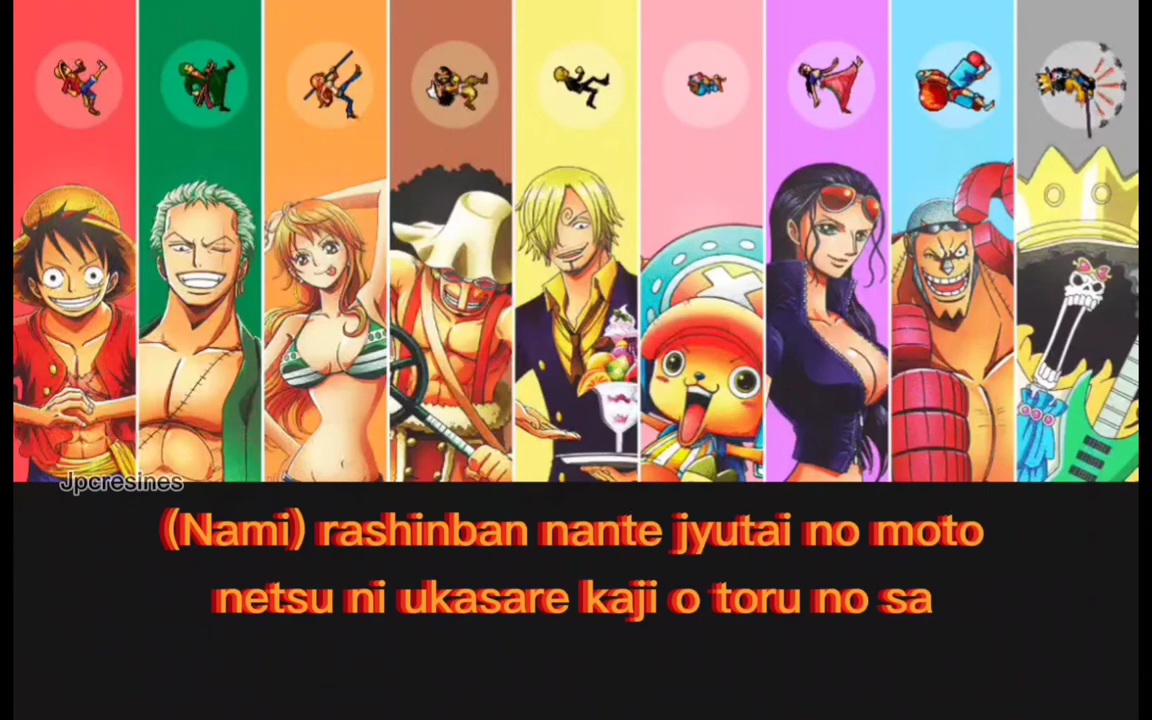 Jpcresines
(Nami) rashinban nante jyutai no moto
netsu ni ukasare kaji o toru no sa